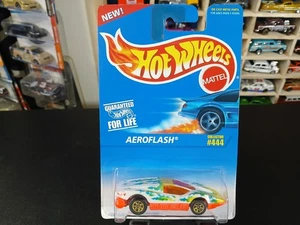 NEW!
Hot Wheels
MATTEL
GUARANTEED
FOR LIFE
AEROFLASH®
COLLECTOR
#444